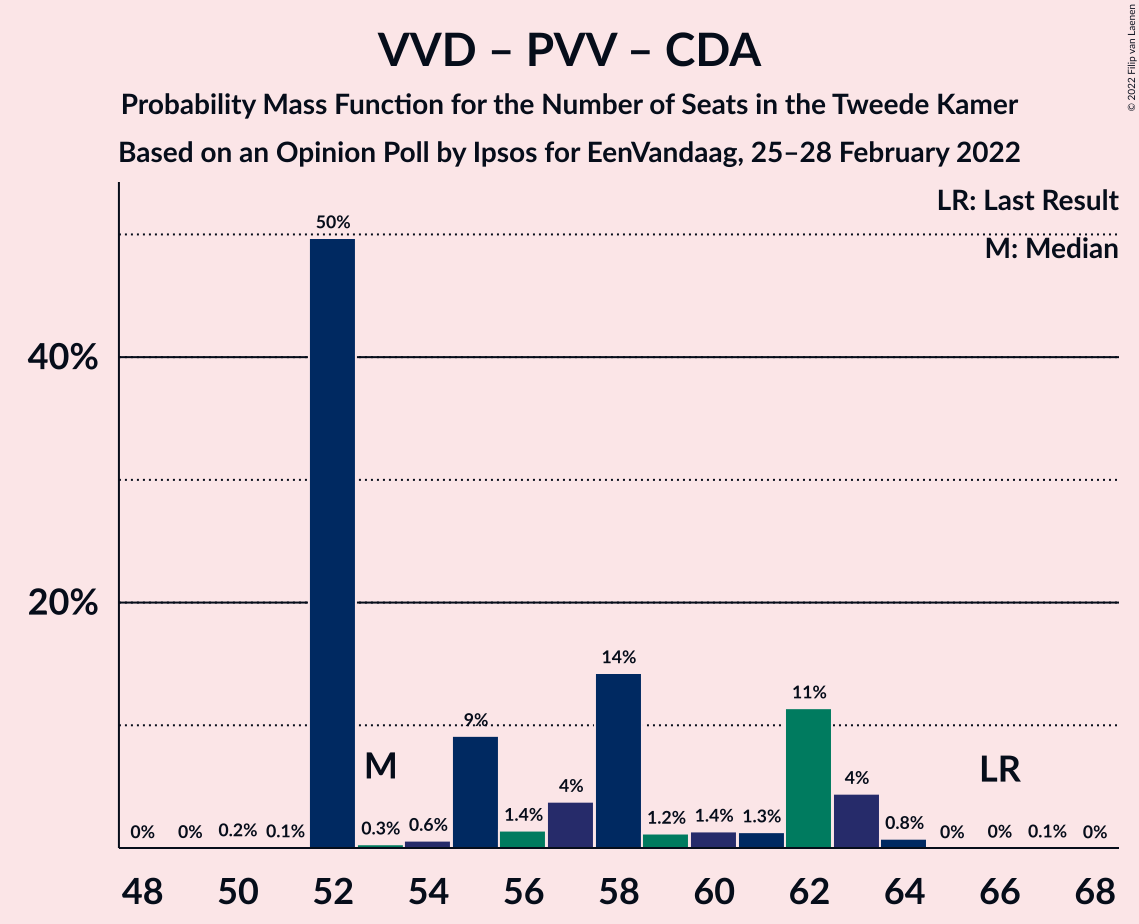 VVD – PVV – CDA
Probability Mass Function for the Number of Seats in the Tweede Kamer
Based on an Opinion Poll by Ipsos for EenVandaag, 25–28 February 2022
© 2022 Filip van Laenen
LR: Last Result
M: Median
40%
20%
0% 0% 0.2% 0.1% 50% 0.3% 0.6% 9% 1.4% 4% 14% 1.2% 1.4% 1.3% 11% 4% 0.8% 0% 0% 0.1% 0%
M LR
48 50 52 54 56 58 60 62 64 66 68